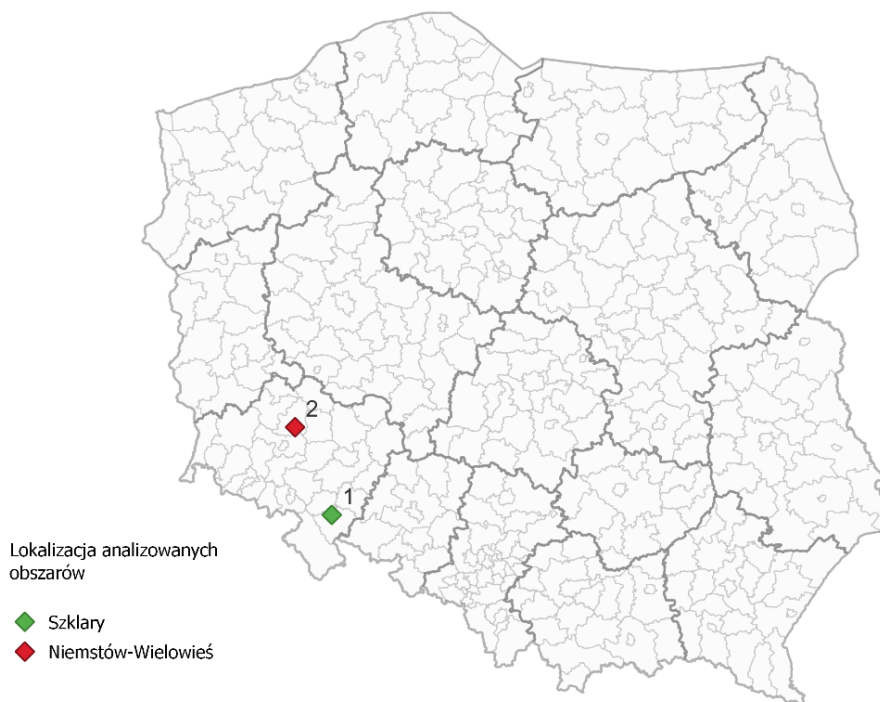 2
1
Lokalizacja analizowanych
obszarów
Szklary
Niemstów-Wielowieś